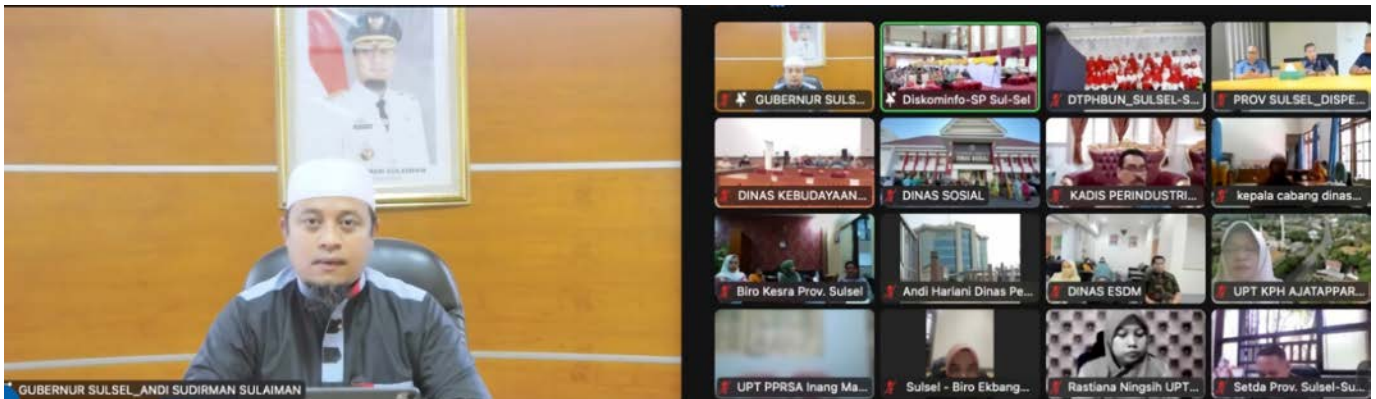 GUBERNUR SULSEL_ANDI SUDIRMAN SULAIMAN
GUBERNUR SULS...
Diskominfo-SP Sul-Sel
DTPHBUN_SULSEL-S...
PROV SULSEL_DISPE...
DINAS KEBUDAYAAN...
DINAS SOSIAL
KADIS PERINDUSTRI...
kepala cabang dinas...
Biro Kesra Prov. Sulsel
Andi Hariani Dinas Pe...
DINAS ESDM
UPT KPH AJATAPPAR...
UPT PPRSA Inang Ma...
Sulsel - Biro Ekbang...
Rastiana Ningsih UPT...
Setda Prov. Sulsel-Su...